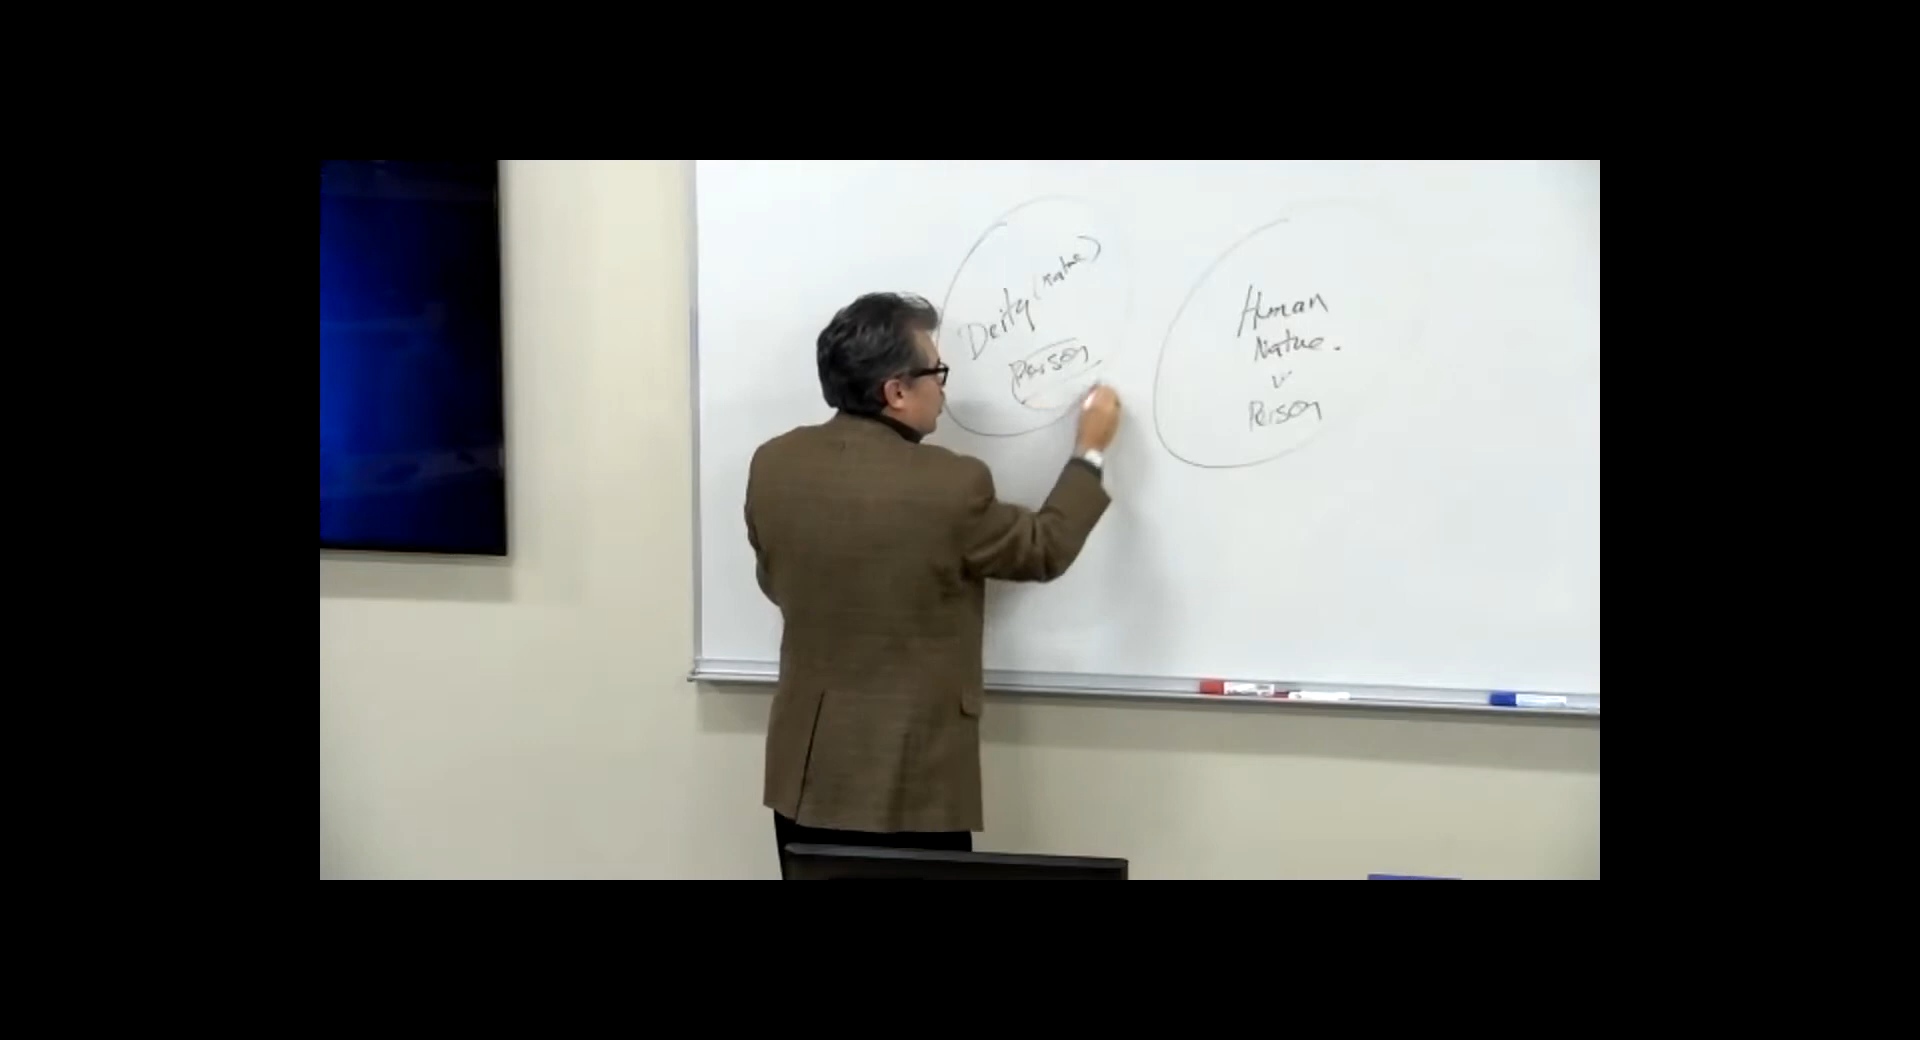 Deity (nature)
Person
Human
Nature.
Person